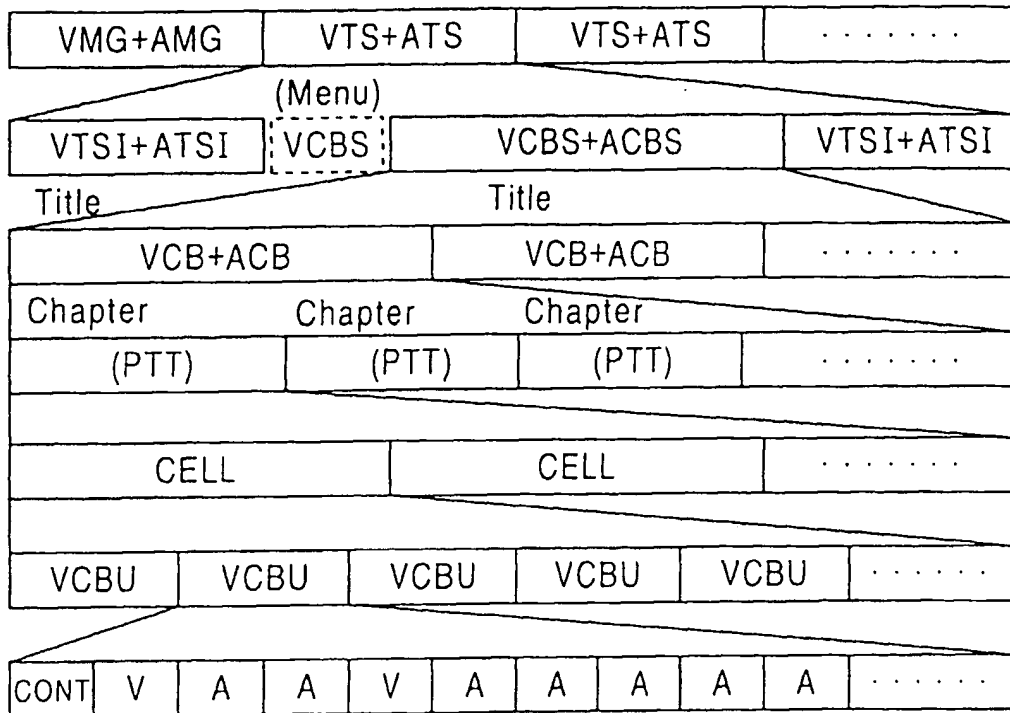 VMG+AMG VTS+ATS VTS+ATS .......
(Menu)
VTSI+ATSI VCBS VCBS+ACBS VTSI+ATSI
Title Title
VCB+ACB VCB+ACB .......
Chapter Chapter Chapter
(PTT) (PTT) (PTT) .......
CELL CELL .......
VCBU VCBU VCBU VCBU VCBU ......
CONT V A A V A A A A A ......